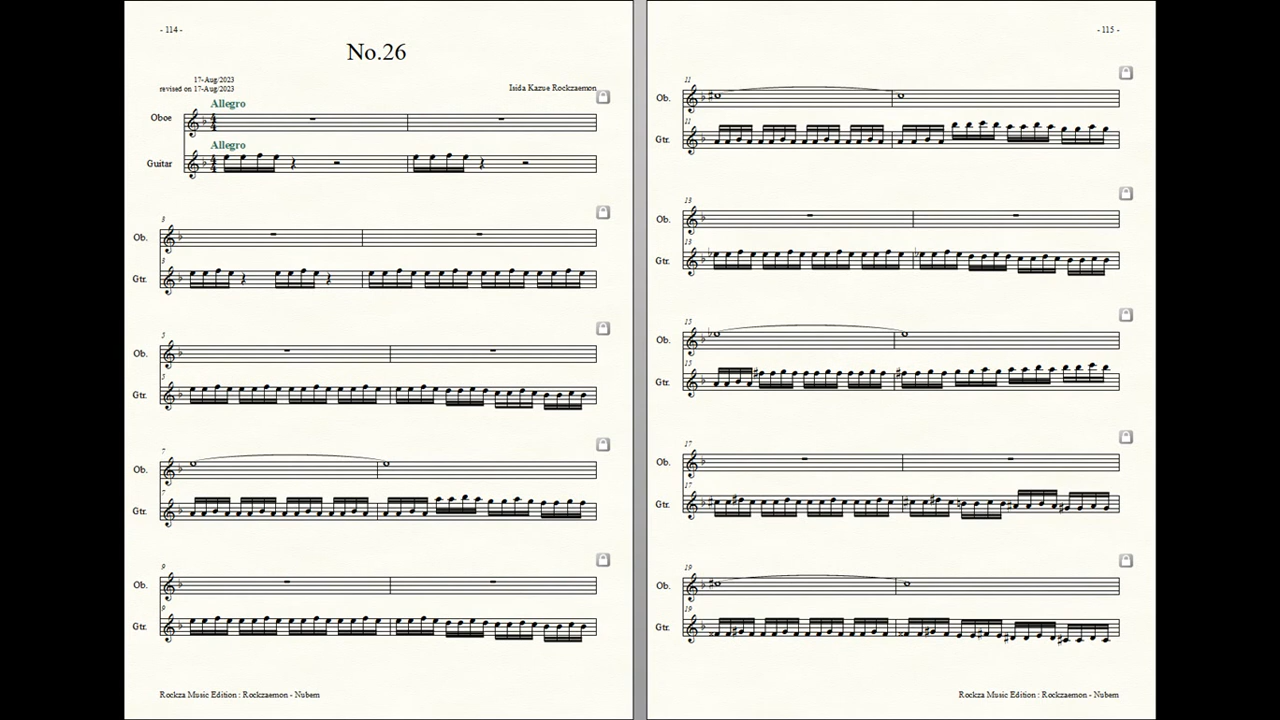 - 114 -
No.26
17-Aug/2023
revised on 17-Aug/2023
Isida Kazue Rockzaemon
Allegro
Oboe
Allegro
Guitar
3
Ob.
3
Gtr.
5
Ob.
5
Gtr.
7
Ob.
7
Gtr.
9
Ob.
9
Gtr.
Rockza Music Edition : Rockzaemon - Nubem
- 115 -
11
Ob.
11
Gtr.
13
Ob.
13
Gtr.
15
Ob.
15
Gtr.
17
Ob.
17
Gtr.
19
Ob.
19
Gtr.
Rockza Music Edition : Rockzaemon - Nubem